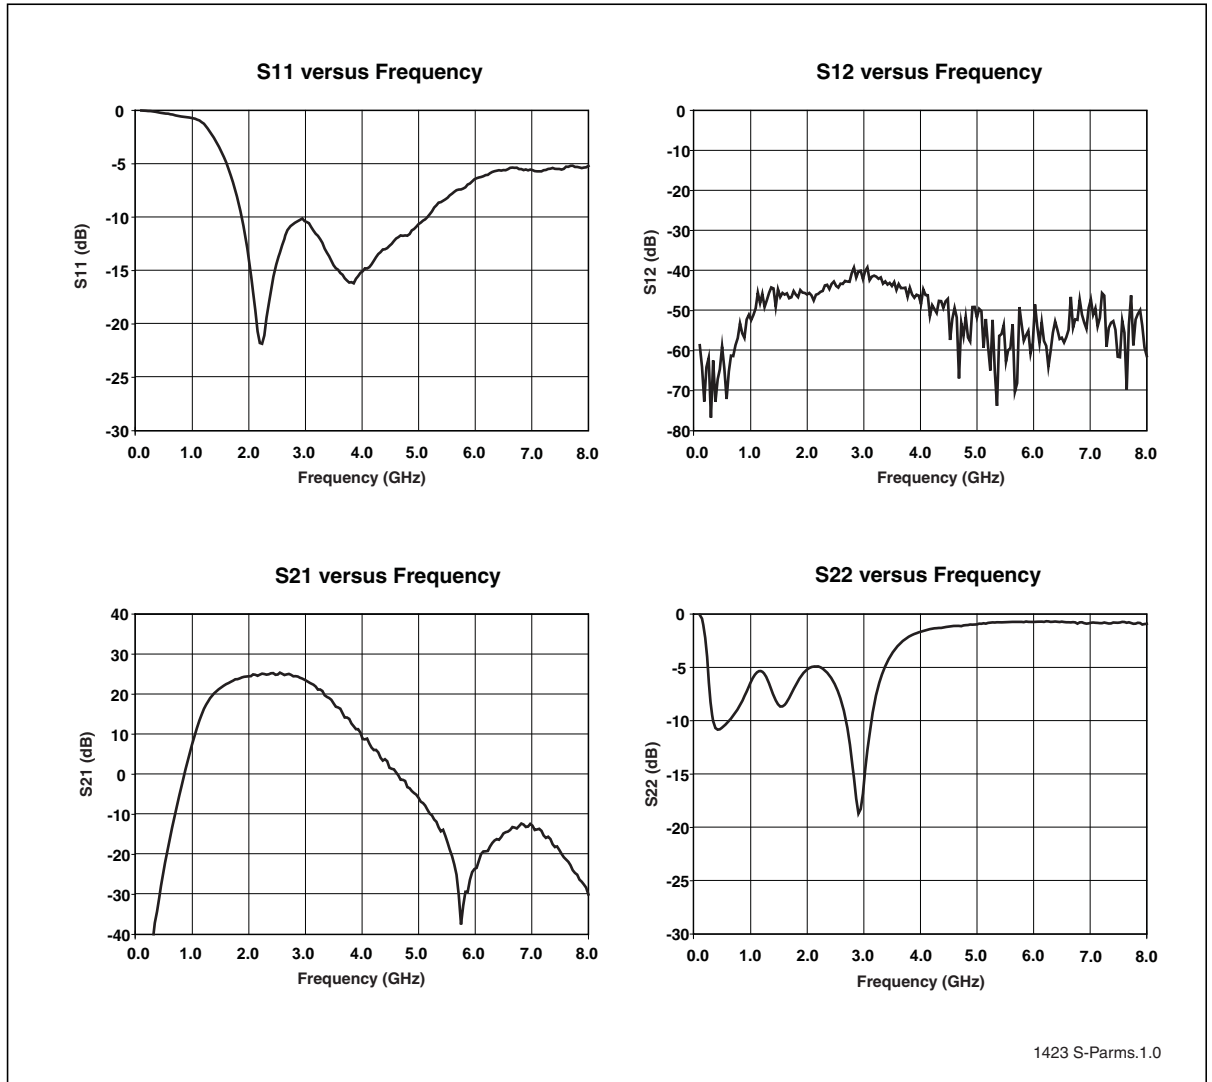 S11 versus Frequency
0
-5
-10
-15
-20
-25
-30
S11 (dB)
0.0 1.0 2.0 3.0 4.0 5.0 6.0 7.0 8.0
Frequency (GHz)
S12 versus Frequency
0
-10
-20
-30
-40
-50
-60
-70
-80
S12 (dB)
0.0 1.0 2.0 3.0 4.0 5.0 6.0 7.0 8.0
Frequency (GHz)
S21 versus Frequency
40
30
20
10
0
-10
-20
-30
-40
S21 (dB)
0.0 1.0 2.0 3.0 4.0 5.0 6.0 7.0 8.0
Frequency (GHz)
S22 versus Frequency
0
-5
-10
-15
-20
-25
-30
S22 (dB)
0.0 1.0 2.0 3.0 4.0 5.0 6.0 7.0 8.0
Frequency (GHz)
1423 S-Parms.1.0